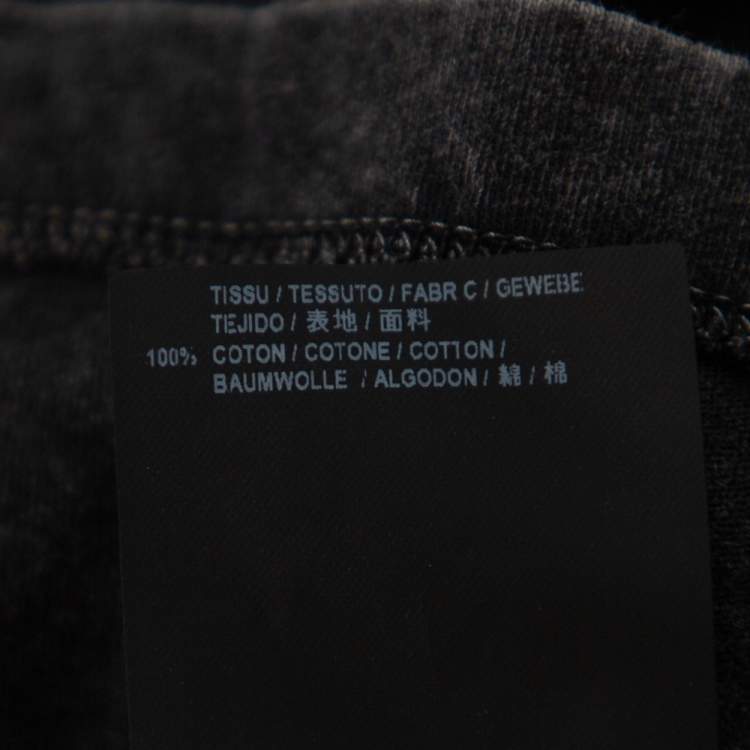 TISSU / TESSUTO / FABR C / GEWEBE
TEJIDO / 表地 / 面料
100% COTON / COTONE / COTTON /
BAUMWOLLE / ALGODON / 綿 / 棉